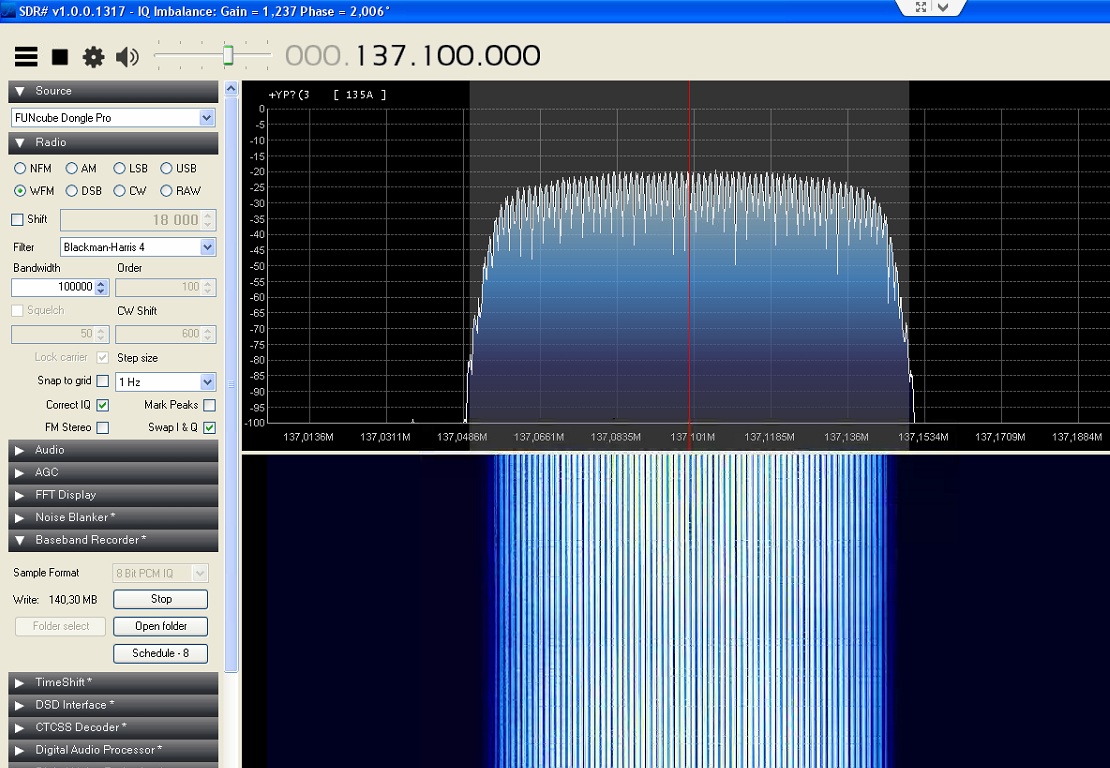 SDR# v1.0.0.1317 - IQ Imbalance: Gain = 1,237 Phase = 2,006°
000.137.100.000
Source
FUNcube Dongle Pro
Radio
NFM AM LSB USB
WFM DSB CW RAW
Shift 18 000
Filter Blackman-Harris 4
Bandwidth Order
100000 100
Squelch CW Shift
50 600
Lock carrier Step size
Snap to grid 1 Hz
Correct IQ Mark Peaks
FM Stereo Swap I & Q
Audio
AGC
FFT Display
Noise Blanker *
Baseband Recorder *
Sample Format 8 Bit PCM IQ
Write: 140,30 MB Stop
Folder select Open folder
Schedule - 8
TimeShift *
DSD Interface *
CTCSS Decoder *
Digital Audio Processor *
+YP?(3 [ 135A ]
0
-5
-10
-15
-20
-25
-30
-35
-40
-45
-50
-55
-60
-65
-70
-75
-80
-85
-90
-95
-100
137,0136M 137,0311M 137,0486M 137,0661M 137,0835M 137,101M 137,1185M 137,136M 137,1534M 137,1709M 137,1884M